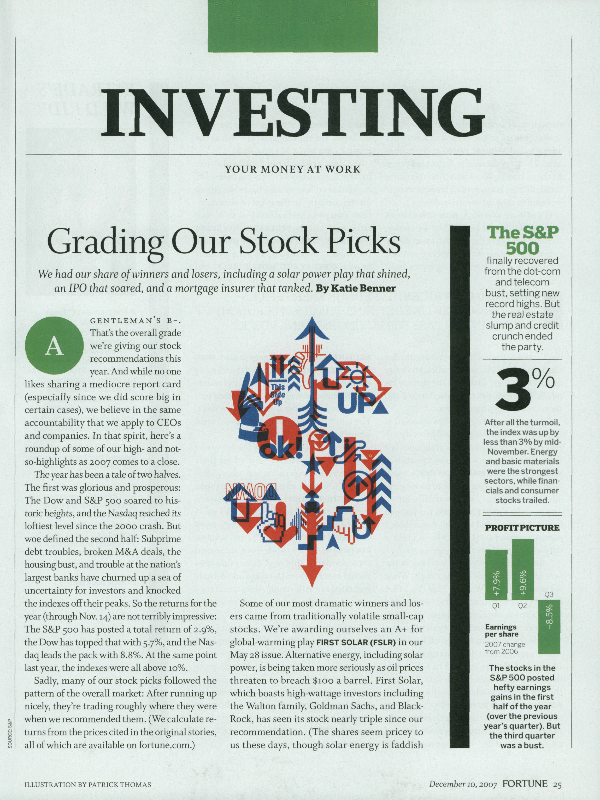 INVESTING
YOUR MONEY AT WORK
Grading Our Stock Picks
We had our share of winners and losers, including a solar power play that shined,
an IPO that soared, and a mortgage insurer that tanked. By Katie Benner
A GENTLEMAN'S B–.
That's the overall grade
we're giving our stock
recommendations this
year. And while no one
likes sharing a mediocre report card
(especially since we did score big in
certain cases), we believe in the same
accountability that we apply to CEOs
and companies. In that spirit, here's a
roundup of some of our high- and not-
so-highlights as 2007 comes to a close.
The year has been a tale of two halves.
The first was glorious and prosperous:
The Dow and S&P 500 soared to his-
toric heights, and the Nasdaq reached its
loftiest level since the 2000 crash. But
woe defined the second half: Subprime
debt troubles, broken M&A deals, the
housing bust, and trouble at the nation's
largest banks have churned up a sea of
uncertainty for investors and knocked
the indexes off their peaks. So the returns for the
year (through Nov. 14) are not terribly impressive:
The S&P 500 has posted a total return of 2.9%,
the Dow has topped that with 5.7%, and the Nas-
daq leads the pack with 8.8%. At the same point
last year, the indexes were all above 10%.
Sadly, many of our stock picks followed the
pattern of the overall market: After running up
nicely, they're trading roughly where they were
when we recommended them. (We calculate re-
turns from the prices cited in the original stories,
all of which are available on fortune.com.)
This
Side
Up
UP
ok!
DOWN
Some of our most dramatic winners and los-
ers came from traditionally volatile small-cap
stocks. We're awarding ourselves an A+ for
global-warming play FIRST SOLAR (FSLR) in our
May 28 issue. Alternative energy, including solar
power, is being taken more seriously as oil prices
threaten to breach $100 a barrel. First Solar,
which boasts high-wattage investors including
the Walton family, Goldman Sachs, and Black-
Rock, has seen its stock nearly triple since our
recommendation. (The shares seem pricey to
us these days, though solar energy is faddish
The S&P
500
finally recovered
from the dot-com
and telecom
bust, setting new
record highs. But
the real estate
slump and credit
crunch ended
the party.
3%
After all the turmoil,
the index was up by
less than 3% by mid-
November. Energy
and basic materials
were the strongest
sectors, while finan-
cials and consumer
stocks trailed.
PROFIT PICTURE
+7.9%
+9.6%
–8.5%
Q1
Q2
Q3
Earnings
per share
2007 change
from 2006
The stocks in the
S&P 500 posted
hefty earnings
gains in the first
half of the year
(over the previous
year's quarter). But
the third quarter
was a bust.
ILLUSTRATION BY PATRICK THOMAS
December 10, 2007 FORTUNE 25